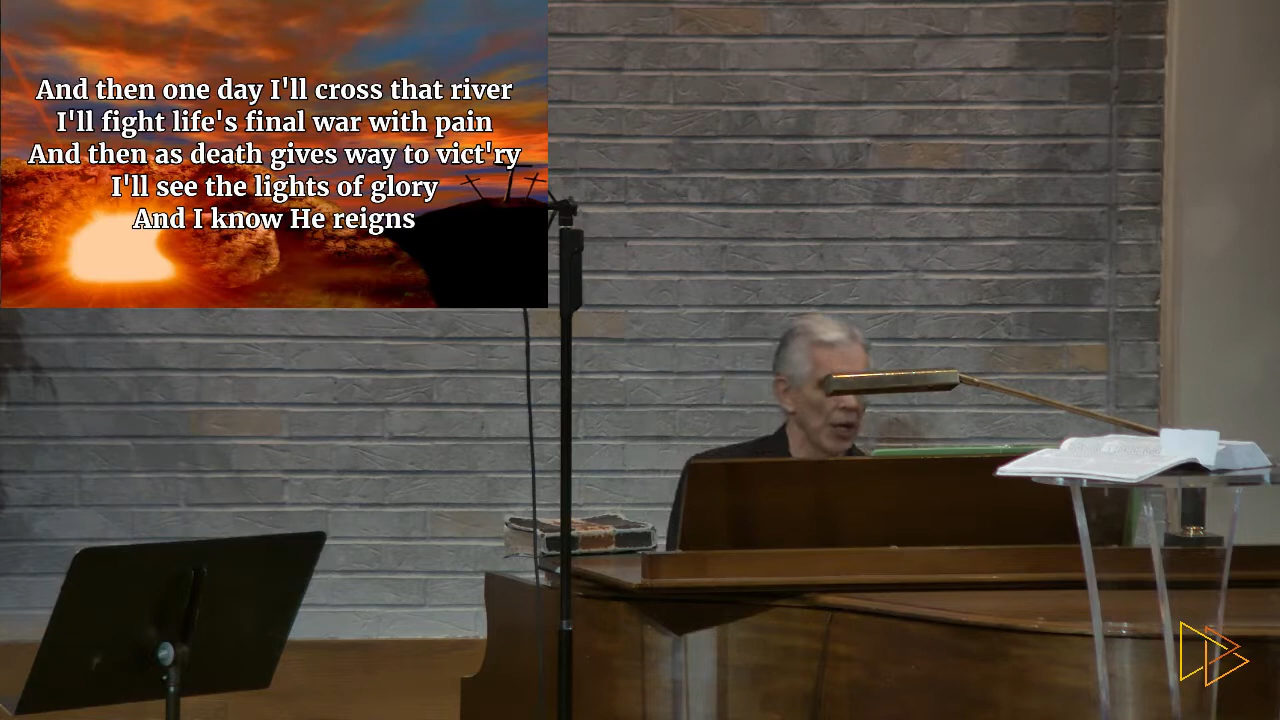 And then one day I'll cross that river
I'll fight life's final war with pain
And then as death gives way to vict'ry
I'll see the lights of glory
And I know He reigns